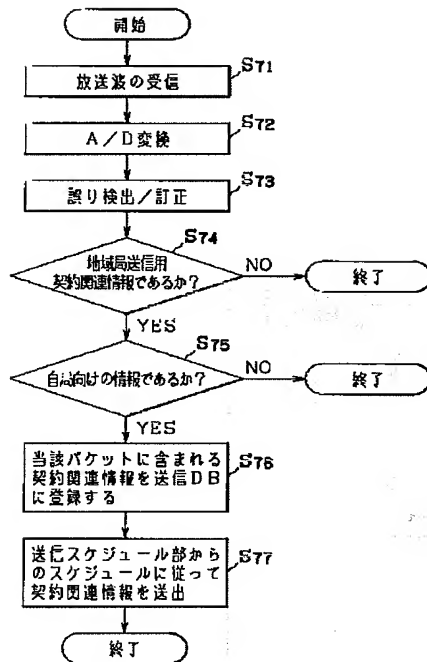 開始
放送波の受信
S71
A/D変換
S72
誤り検出/訂正
S73
地域局送信用
契約関連情報であるか?
S74
NO
終了
YES
自局向けの情報であるか?
S75
NO
終了
YES
当該パケットに含まれる
契約関連情報を送信DB
に登録する
S76
送信スケジュール部から
のスケジュールに従って
契約関連情報を送出
S77
終了